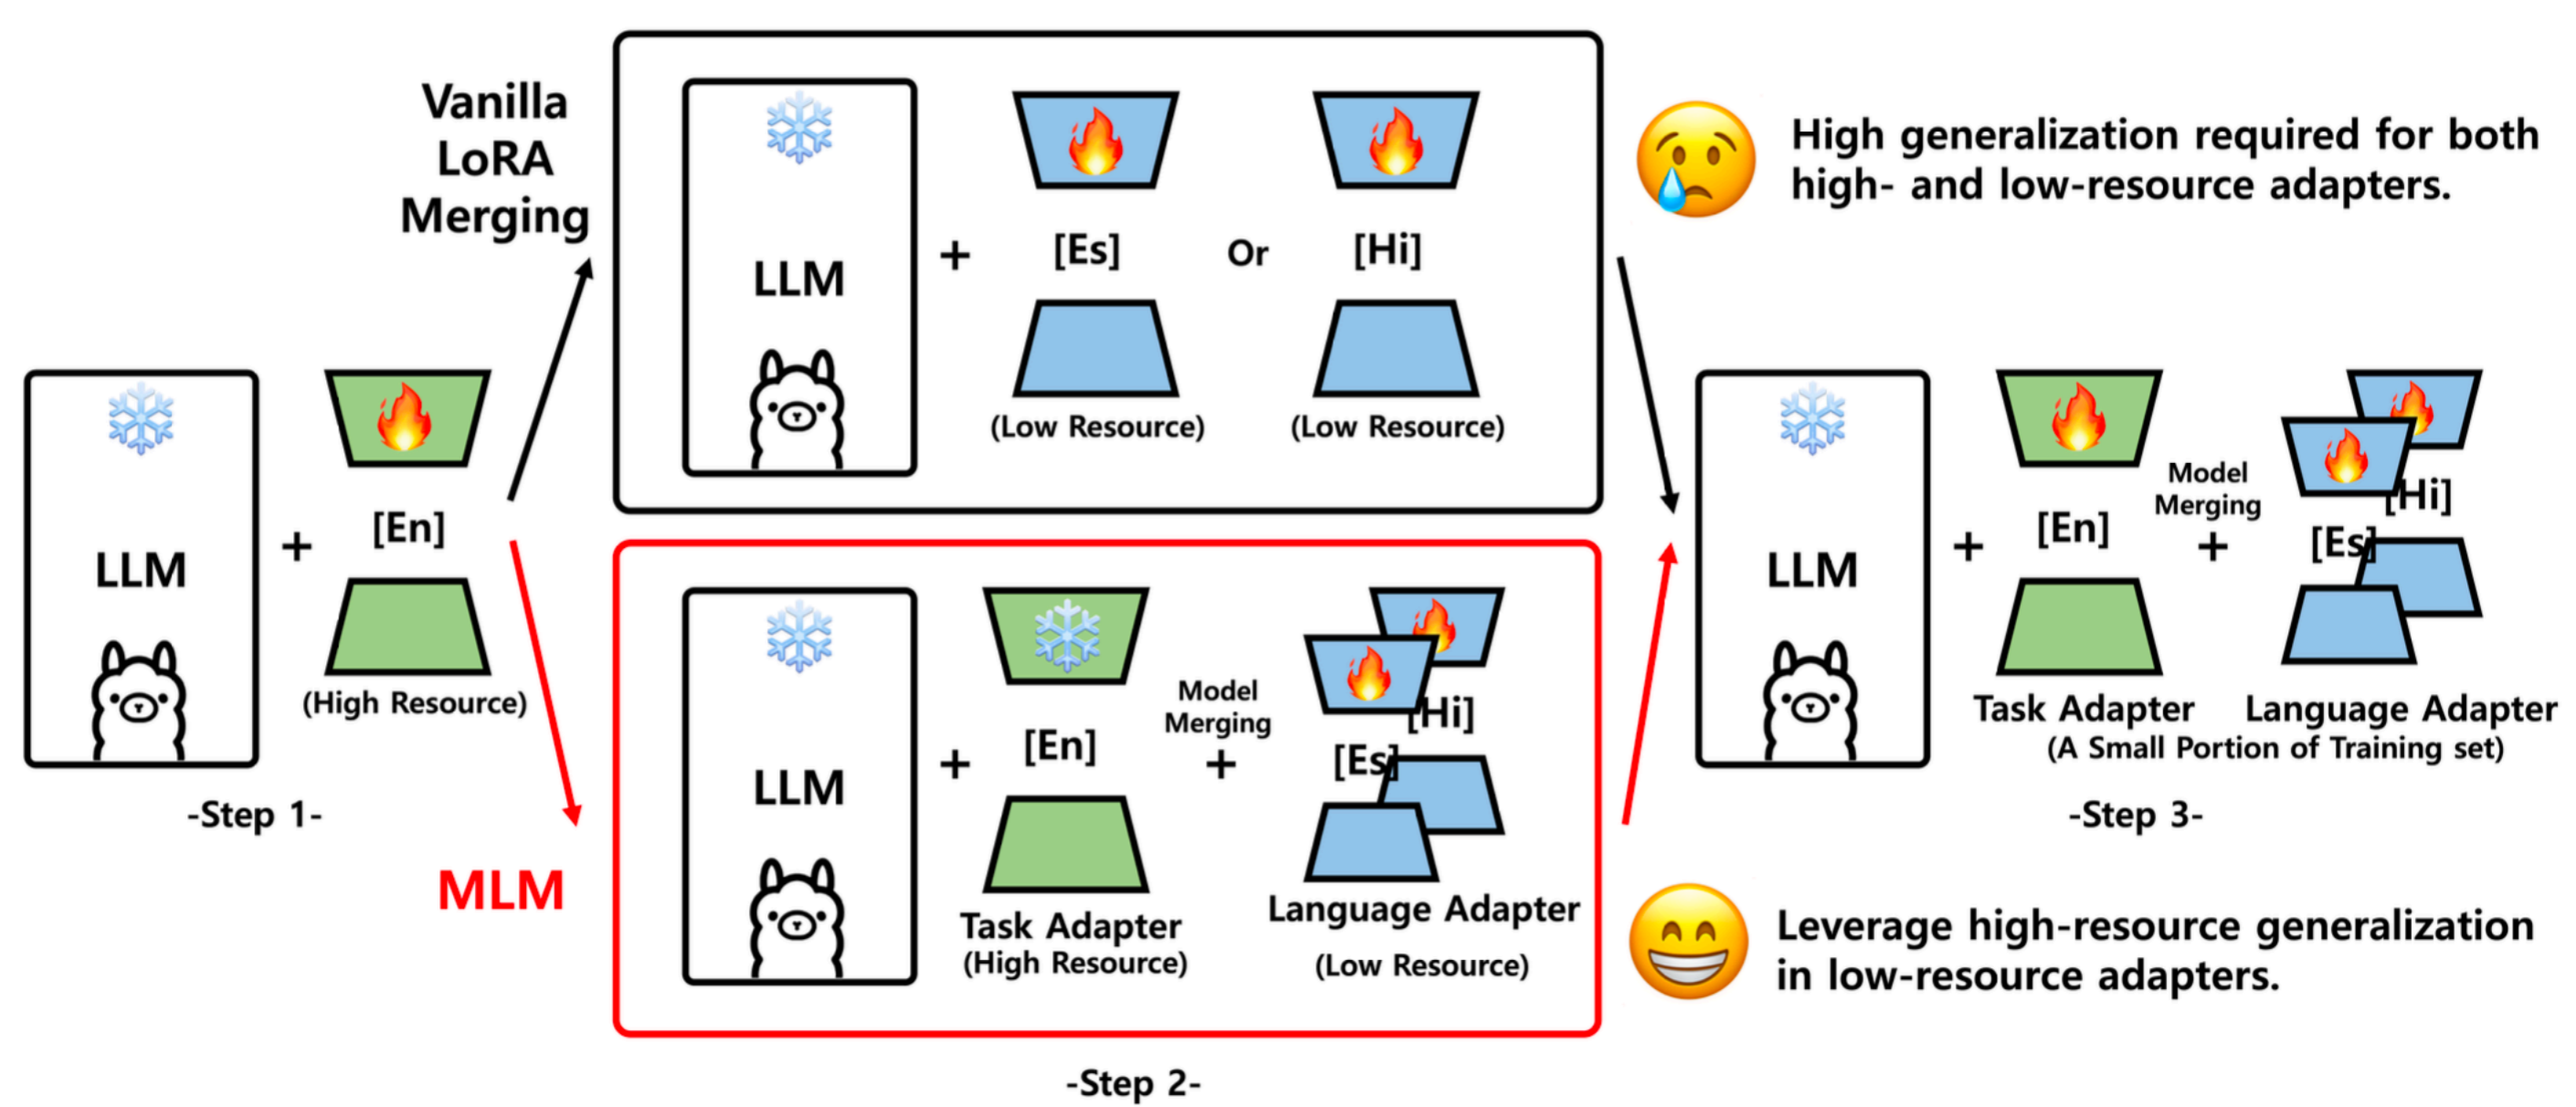 LLM
+
[En]
(High Resource)
-Step 1-
Vanilla
LoRA
Merging
LLM
+
[Es]
(Low Resource)
Or
[Hi]
(Low Resource)
High generalization required for both
high- and low-resource adapters.
MLM
LLM
+
[En]
Task Adapter
(High Resource)
Model
Merging
+
[Hi]
[Es]
Language Adapter
(Low Resource)
-Step 2-
Leverage high-resource generalization
in low-resource adapters.
LLM
+
[En]
Task Adapter
Model
Merging
+
[Hi]
[Es]
Language Adapter
(A Small Portion of Training set)
-Step 3-